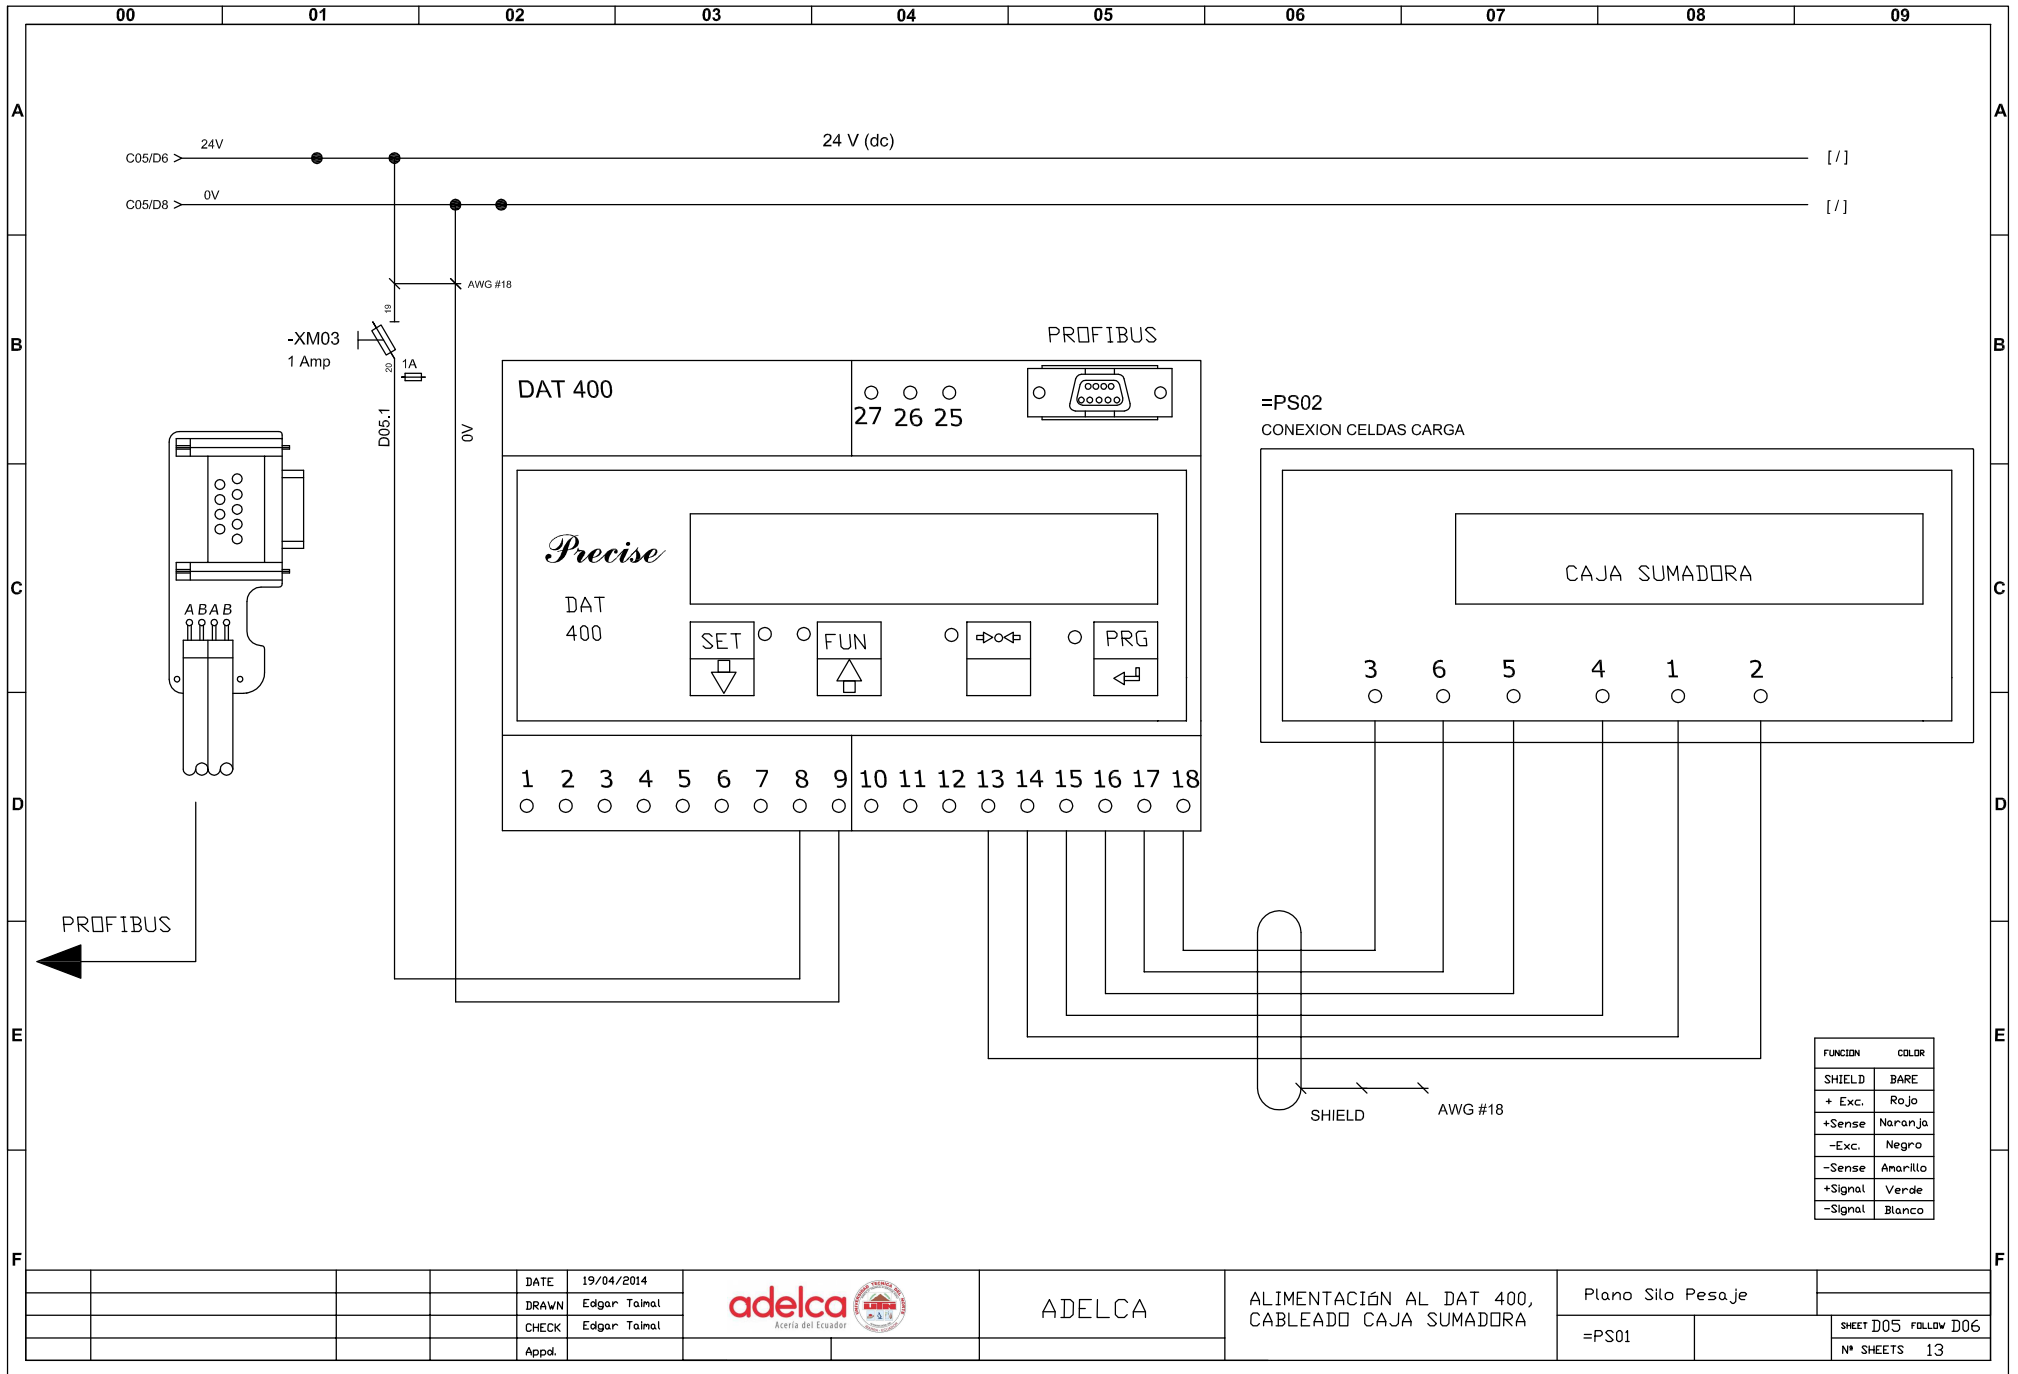 00 01 02 03 04 05 06 07 08 09
A A
24V
24 V (dc)
C05/D6 > [ / ]
0V
C05/D8 > [ / ]
AWG #18
19
-XM03
1 Amp
20
1A
B B
D05.1
0V
PROFIBUS
DAT 400
27 26 25
=PS02
CONEXION CELDAS CARGA
Precise
DAT
400
SET
FUN
PRG
CAJA SUMADORA
C C
A B A B
3 6 5 4 1 2
1 2 3 4 5 6 7 8 9 10 11 12 13 14 15 16 17 18
D D
PROFIBUS
E E
SHIELD
AWG #18
FUNCION COLOR
SHIELD BARE
+ Exc. Rojo
+Sense Naranja
-Exc. Negro
-Sense Amarillo
+Signal Verde
-Signal Blanco
F F
DATE 19/04/2014
DRAWN Edgar Taimal
CHECK Edgar Taimal
Appd.
adelca
Acería del Ecuador
UTN
ADELCA
ALIMENTACIóN AL DAT 400,
CABLEADO CAJA SUMADORA
Plano Silo Pesaje
=PS01
SHEET D05 FOLLOW D06
Nº SHEETS 13